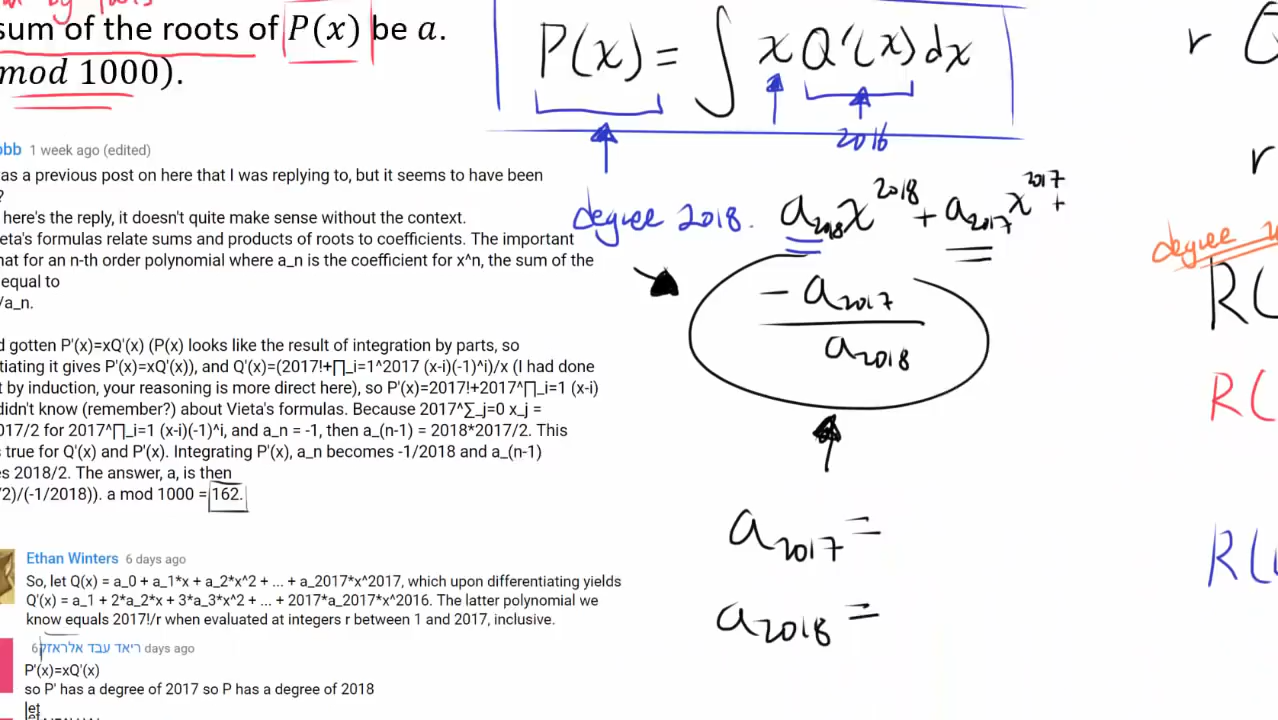 sum of the roots of P(x) be a.
mod 1000).
P(x) = ∫ x Q'(x) dx
2016
degree 2018. a_2018 x^2018 + a_2017 x^2017 +
-a_2017
a_2018
a_2017 =
a_2018 =
r
r
degree
R(
R(
R(
obb 1 week ago (edited)
as a previous post on here that I was replying to, but it seems to have been
?
here's the reply, it doesn't quite make sense without the context.
eta's formulas relate sums and products of roots to coefficients. The important
hat for an n-th order polynomial where a_n is the coefficient for x^n, the sum of the
equal to
/a_n.
d gotten P'(x)=xQ'(x) (P(x) looks like the result of integration by parts, so
tiating it gives P'(x)=xQ'(x)), and Q'(x)=(2017!+∏_i=1^2017 (x-i)(-1)^i)/x (I had done
t by induction, your reasoning is more direct here), so P'(x)=2017!+2017^∏_i=1 (x-i)
didn't know (remember?) about Vieta's formulas. Because 2017^∑_j=0 x_j =
017/2 for 2017^∏_i=1 (x-i)(-1)^i, and a_n = -1, then a_(n-1) = 2018*2017/2. This
s true for Q'(x) and P'(x). Integrating P'(x), a_n becomes -1/2018 and a_(n-1)
es 2018/2. The answer, a, is then
/2)/(-1/2018)). a mod 1000 = 162.
Ethan Winters 6 days ago
So, let Q(x) = a_0 + a_1*x + a_2*x^2 + ... + a_2017*x^2017, which upon differentiating yields
Q'(x) = a_1 + 2*a_2*x + 3*a_3*x^2 + ... + 2017*a_2017*x^2016. The latter polynomial we
know equals 2017!/r when evaluated at integers r between 1 and 2017, inclusive.
ריאד עבד אלראזק 6 days ago
P'(x)=xQ'(x)
so P' has a degree of 2017 so P has a degree of 2018
let